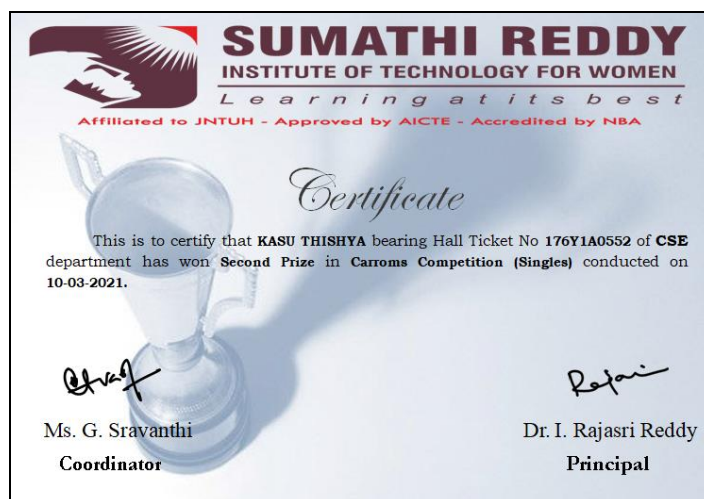 SUMATHI REDDY
INSTITUTE OF TECHNOLOGY FOR WOMEN
Learning at its best
Affiliated to JNTUH - Approved by AICTE - Accredited by NBA
Certificate
This is to certify that KASU THISHYA bearing Hall Ticket No 176Y1A0552 of CSE
department has won Second Prize in Carroms Competition (Singles) conducted on
10-03-2021.
Ms. G. Sravanthi
Dr. I. Rajasri Reddy
Coordinator
Principal